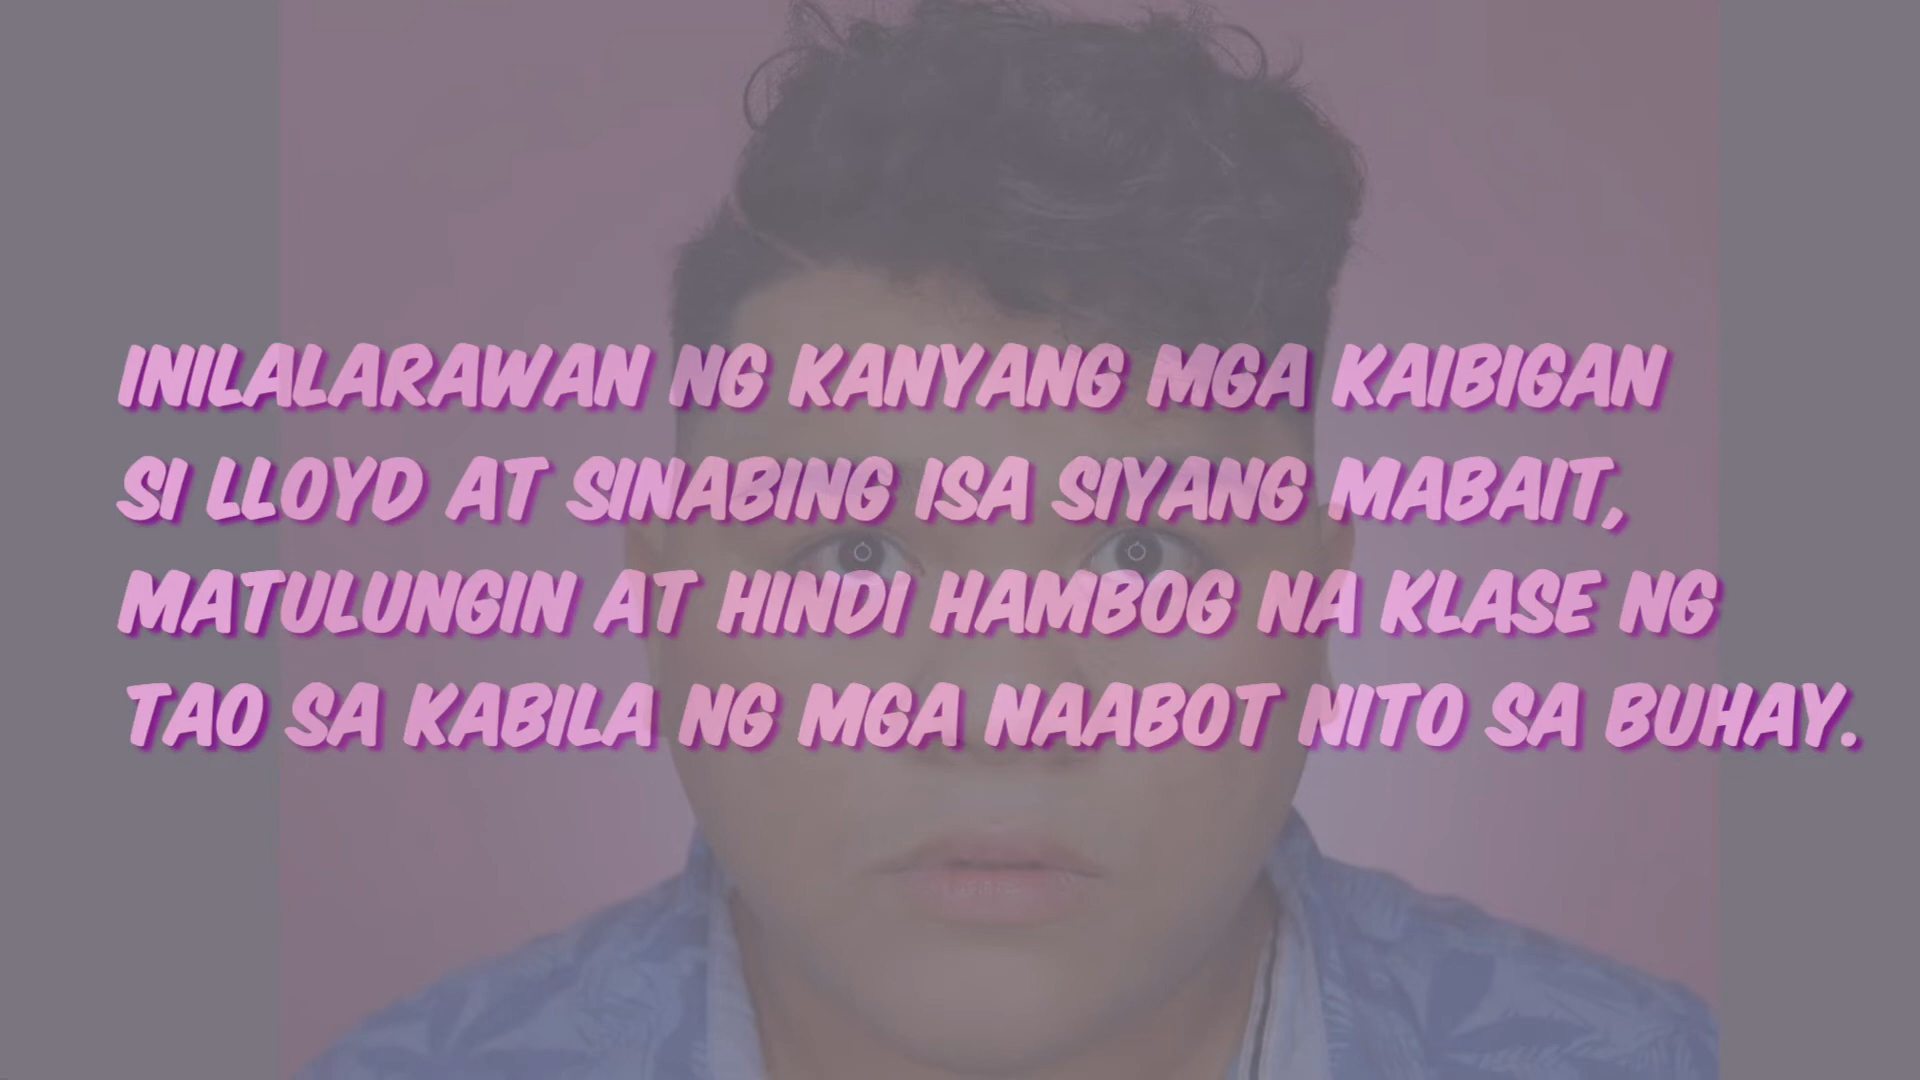 INILALARAWAN NG KANYANG MGA KAIBIGAN
SI LLOYD AT SINABING ISA SIYANG MABAIT,
MATULUNGIN AT HINDI HAMBOG NA KLASE NG
TAO SA KABILA NG MGA NAABOT NITO SA BUHAY.